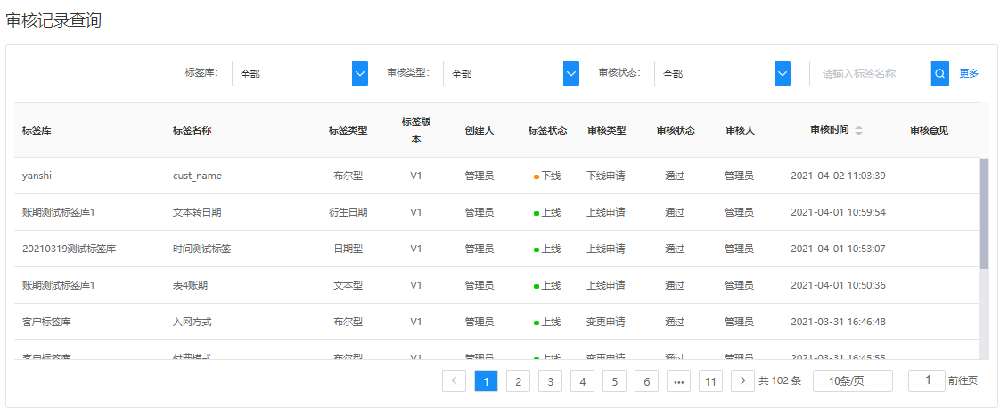 审核记录查询
标签库： 全部 审核类型： 全部 审核状态： 全部 请输入标签名称 更多
标签库 标签名称 标签类型 标签版本 创建人 标签状态 审核类型 审核状态 审核人 审核时间 审核意见
yanshi cust_name 布尔型 V1 管理员 下线 下线申请 通过 管理员 2021-04-02 11:03:39
账期测试标签库1 文本转日期 衍生日期 V1 管理员 上线 上线申请 通过 管理员 2021-04-01 10:59:54
20210319测试标签库 时间测试标签 日期型 V1 管理员 上线 上线申请 通过 管理员 2021-04-01 10:53:07
账期测试标签库1 表4账期 文本型 V1 管理员 上线 上线申请 通过 管理员 2021-04-01 10:50:36
客户标签库 入网方式 布尔型 V1 管理员 上线 变更申请 通过 管理员 2021-03-31 16:46:48
客户标签库 付费模式 布尔型 V1 管理员 上线 变更申请 通过 管理员 2021-03-31 16:45:55
1 2 3 4 5 6 ••• 11 共 102 条 10条/页 1 前往页